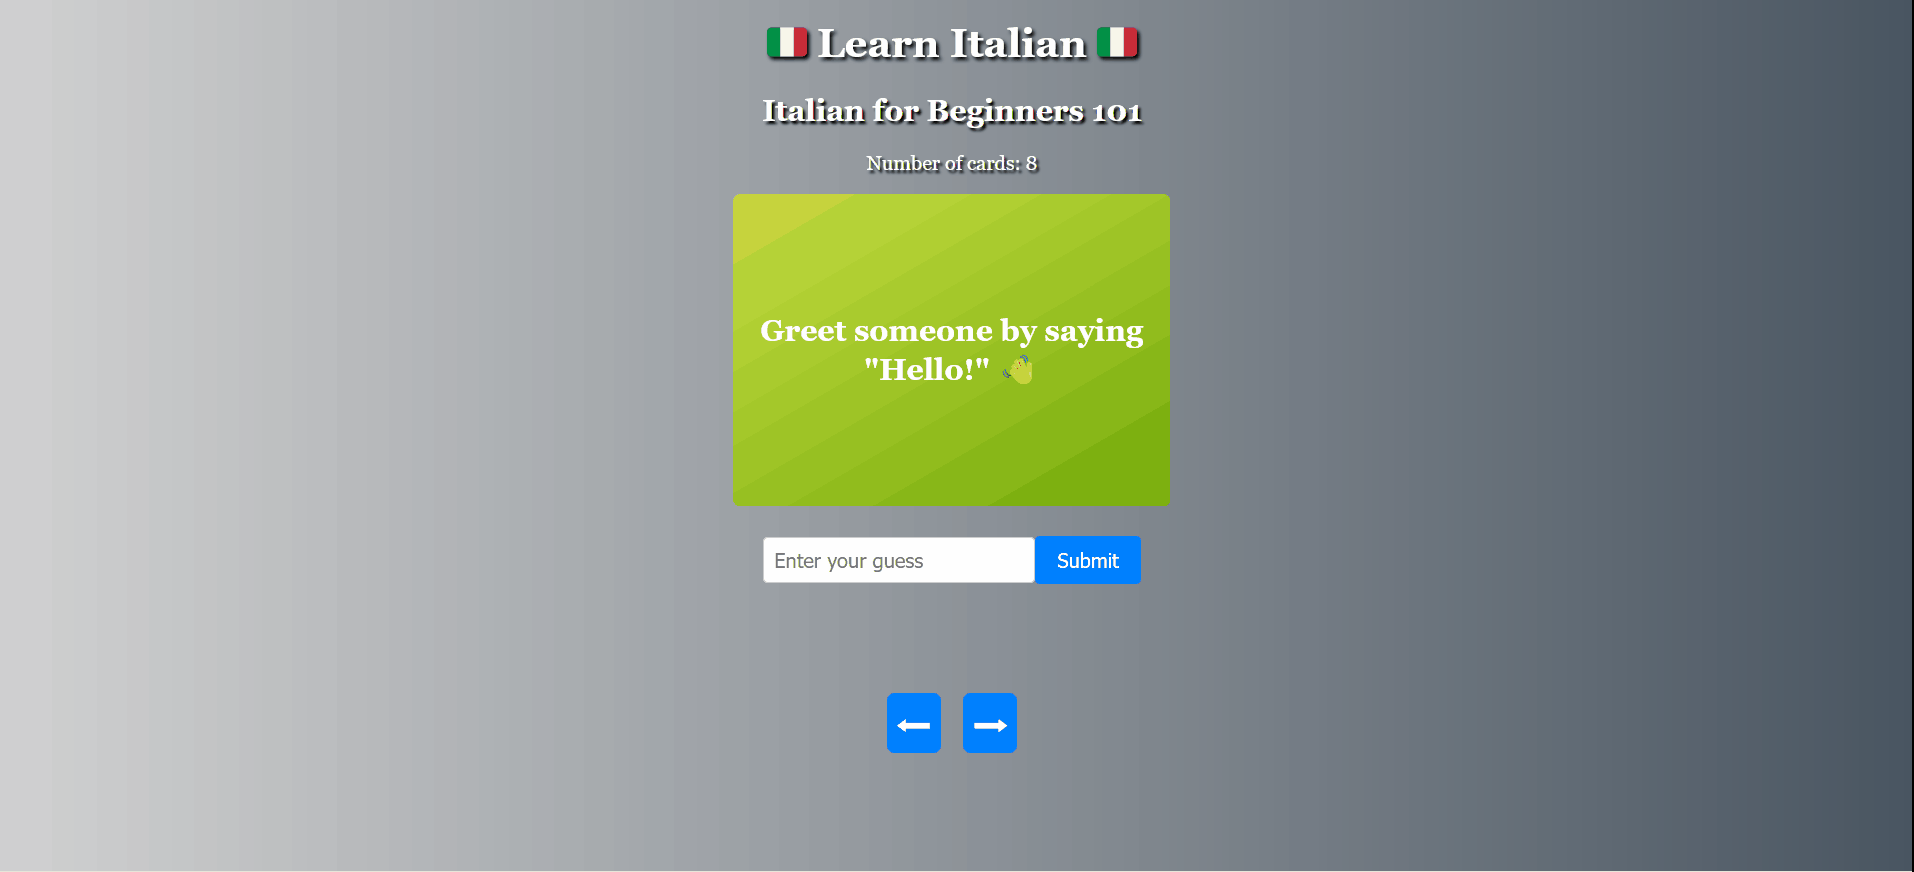 🇮🇹 Learn Italian 🇮🇹
Italian for Beginners 101
Number of cards: 8
Greet someone by saying
"Hello!" 👋
Enter your guess
Submit
← →